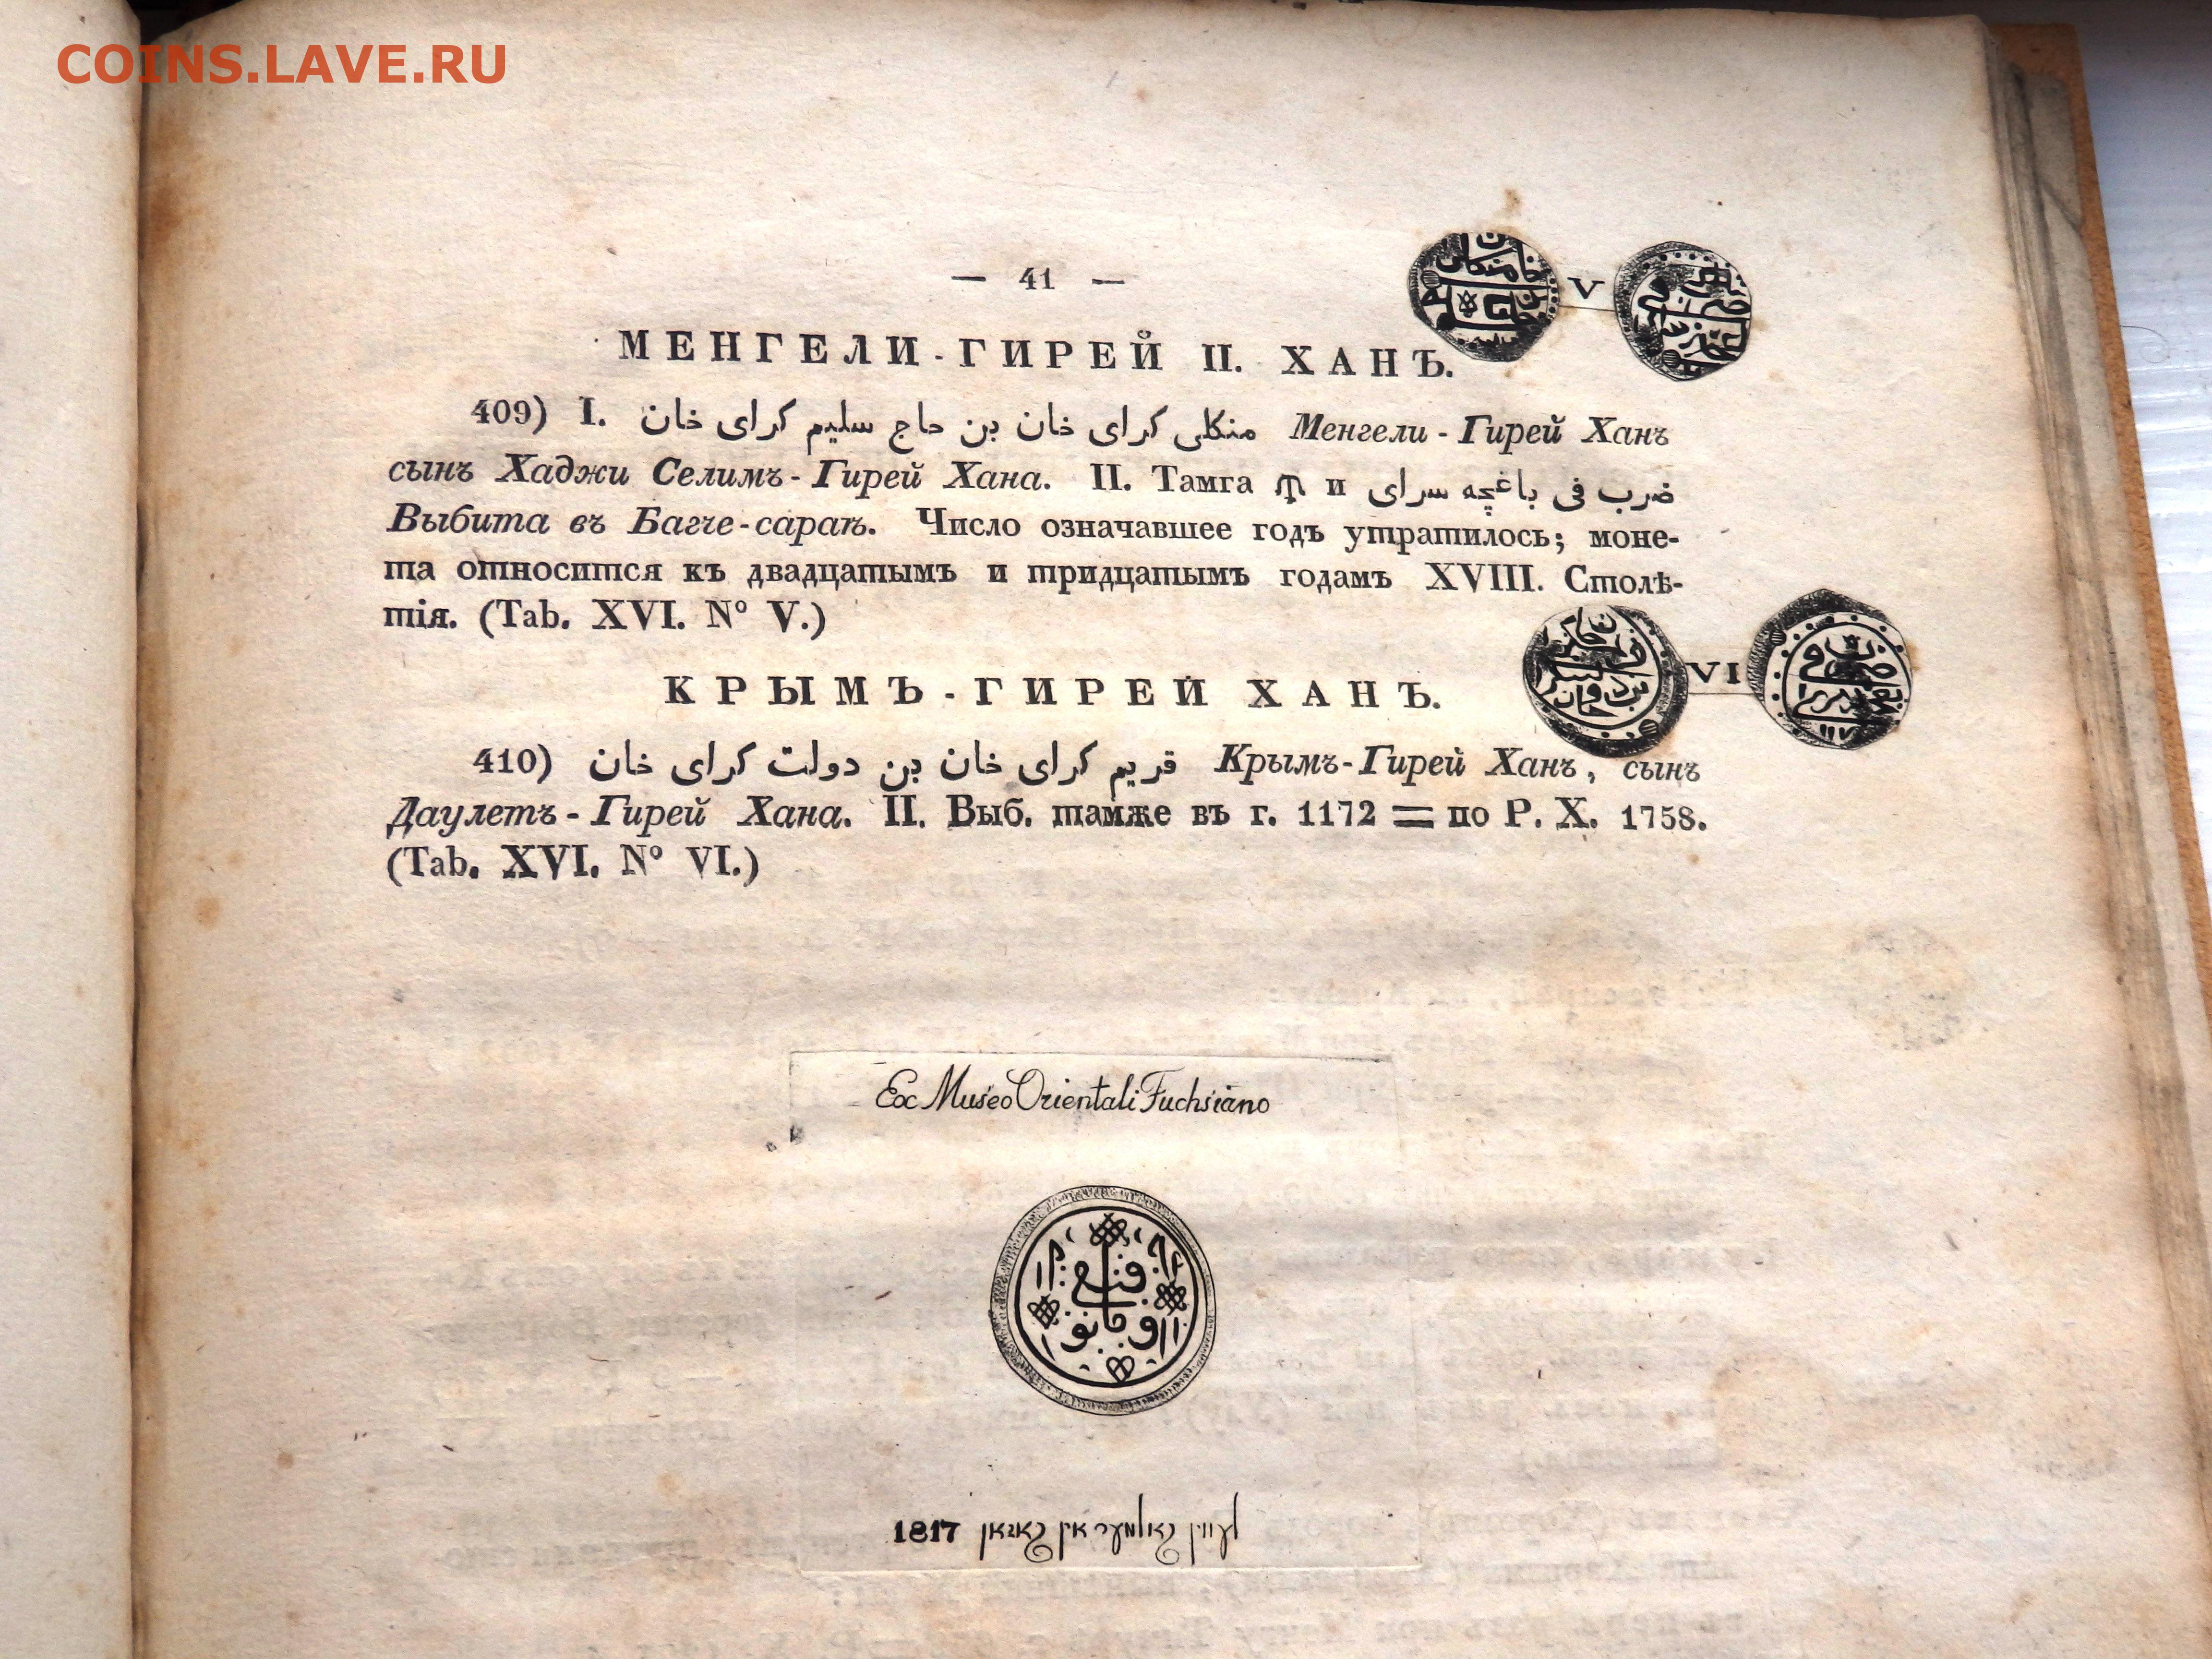 COINS.LAVE.RU
— 41 —
V
МЕНГЕЛИ-ГИРЕЙ II. ХАНЪ.
409) I. منكلى كراى خان بن حاج سليم كراى خان Менгели-Гирей Ханъ
сынъ Хаджи Селимъ-Гирей Хана. II. Тамга и ضرب فى باغچه سراى
Выбита въ Багче-сараѣ. Число означавшее годъ утратилось; моне-
та относится къ двадцатымъ и тридцатымъ годамъ XVIII. Столѣ-
тія. (Tab. XVI. N° V.)
VI
КРЫМЪ-ГИРЕЙ ХАНЪ.
410) قريم كراى خان بن دولت كراى خان Крымъ-Гирей Ханъ, сынъ
Даулетъ-Гирей Хана. II. Выб. тамже въ г. 1172 = по Р. X. 1758.
(Tab. XVI. N° VI.)
Ex Museo Orientali Fuchsiano
1817